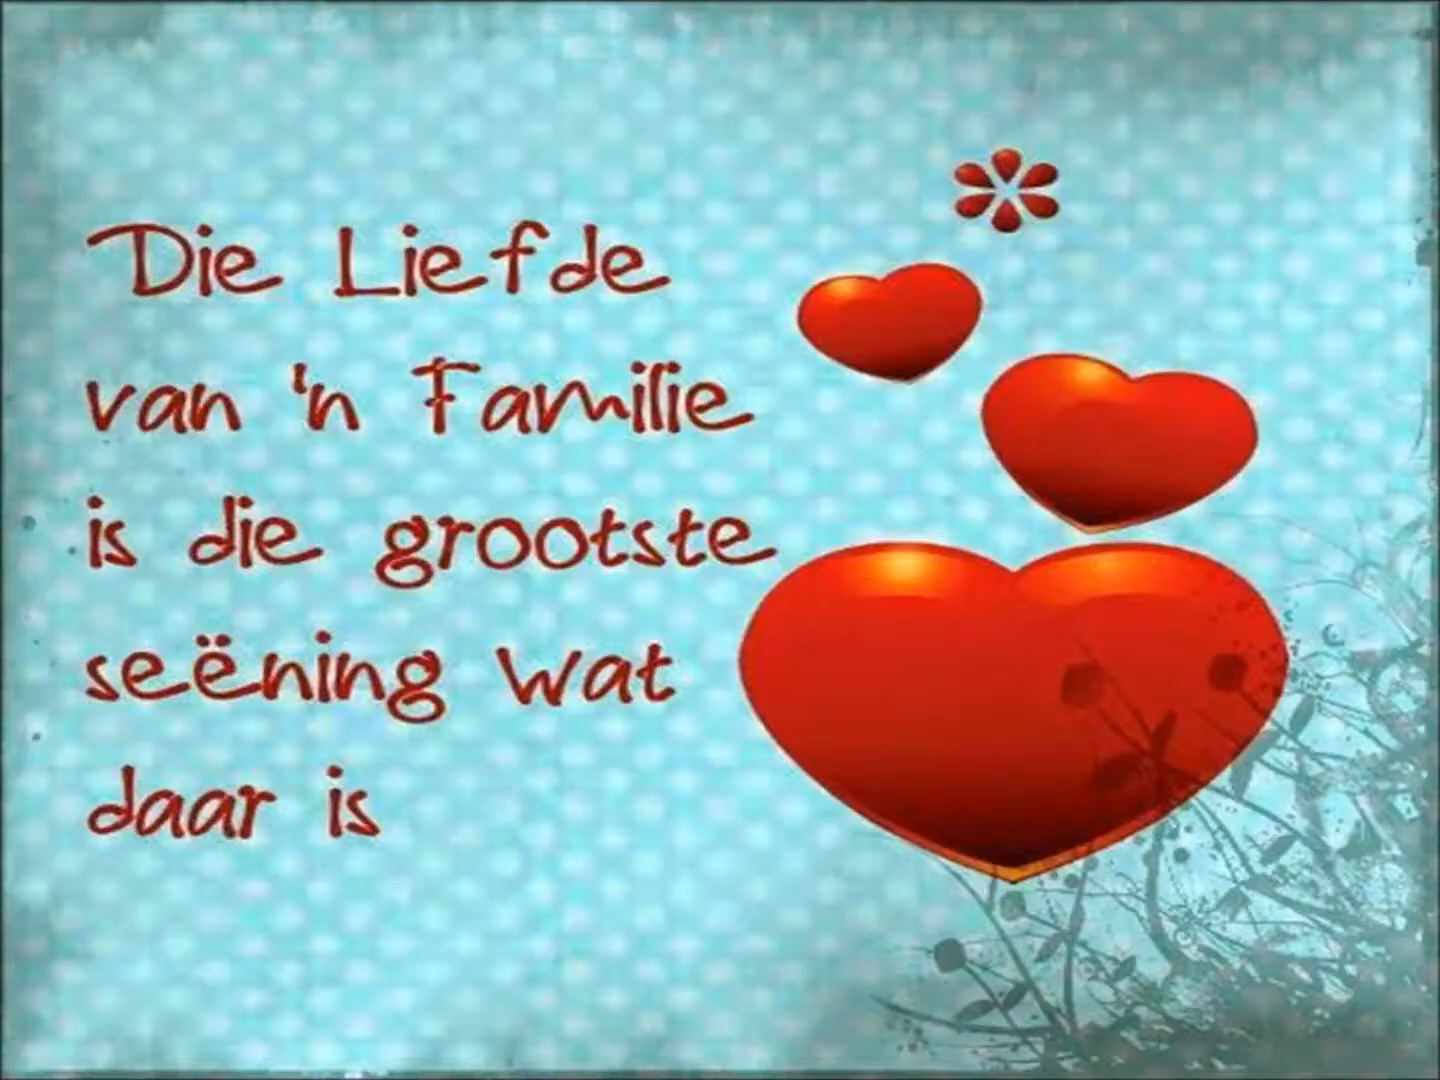 Die Liefde
van 'n Familie
is die grootste
seëning wat
daar is